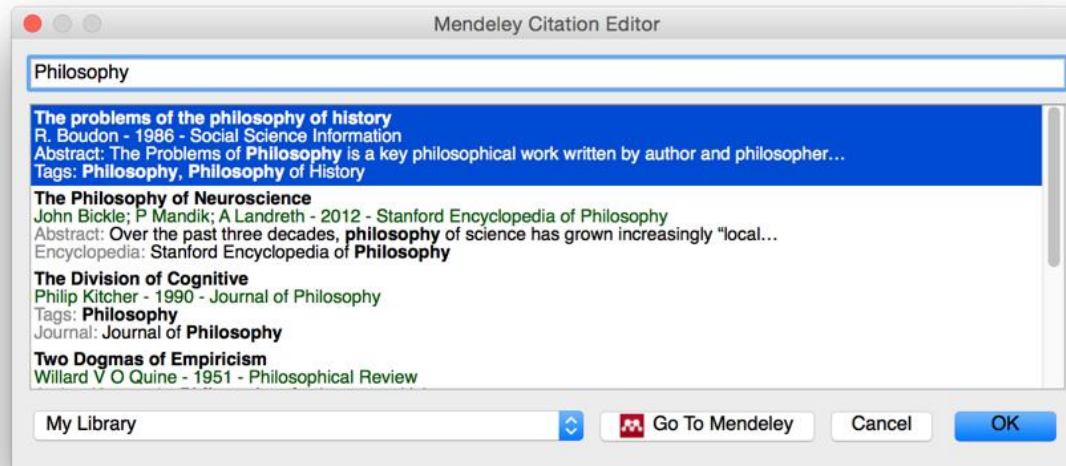 Mendeley Citation Editor
Philosophy
The problems of the philosophy of history
R. Boudon - 1986 - Social Science Information
Abstract: The Problems of Philosophy is a key philosophical work written by author and philosopher...
Tags: Philosophy, Philosophy of History
The Philosophy of Neuroscience
John Bickle; P Mandik; A Landreth - 2012 - Stanford Encyclopedia of Philosophy
Abstract: Over the past three decades, philosophy of science has grown increasingly “local...
Encyclopedia: Stanford Encyclopedia of Philosophy
The Division of Cognitive
Philip Kitcher - 1990 - Journal of Philosophy
Tags: Philosophy
Journal: Journal of Philosophy
Two Dogmas of Empiricism
Willard V O Quine - 1951 - Philosophical Review
My Library
Go To Mendeley
Cancel
OK